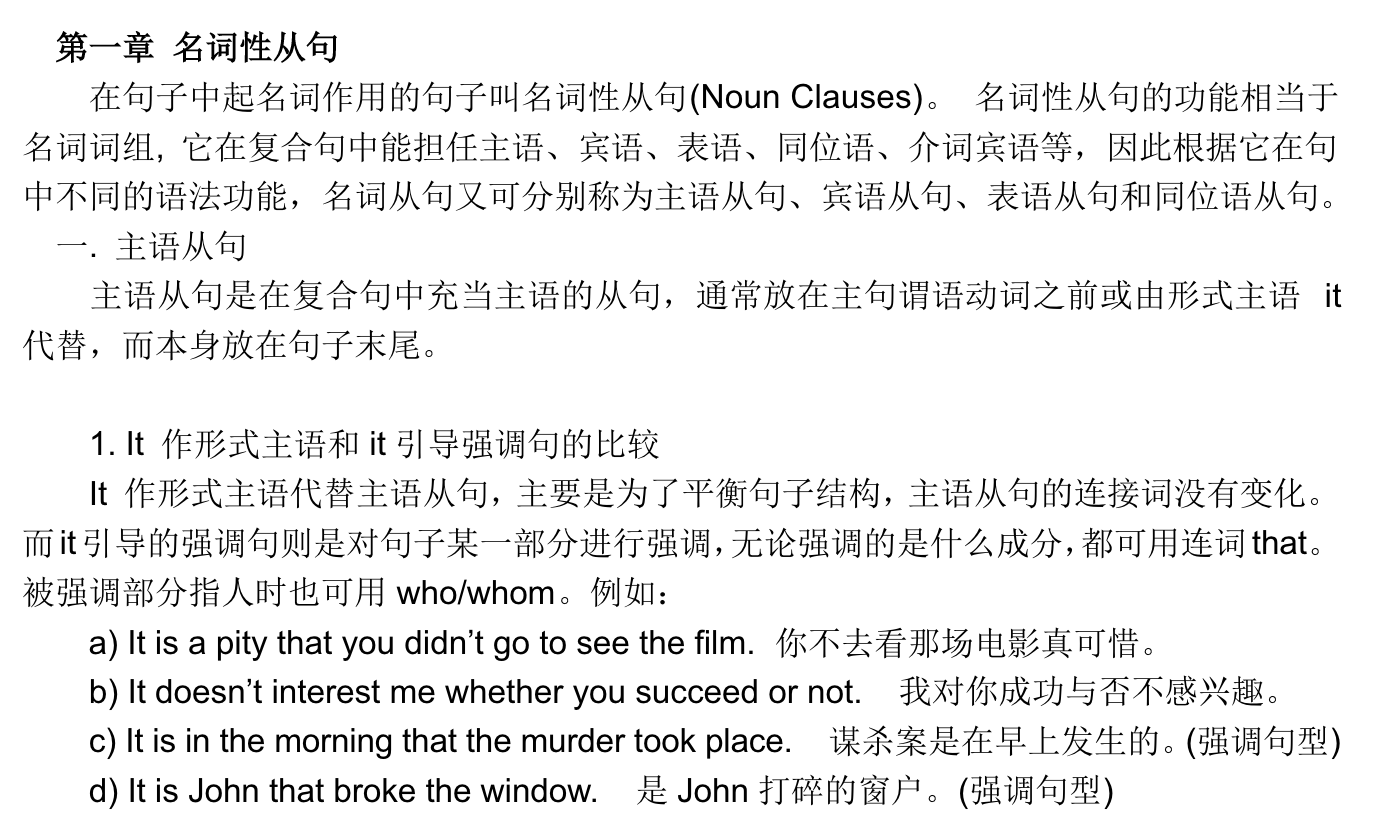 第一章 名词性从句
在句子中起名词作用的句子叫名词性从句(Noun Clauses)。 名词性从句的功能相当于
名词词组, 它在复合句中能担任主语、宾语、表语、同位语、介词宾语等，因此根据它在句
中不同的语法功能，名词从句又可分别称为主语从句、宾语从句、表语从句和同位语从句。
一. 主语从句
主语从句是在复合句中充当主语的从句，通常放在主句谓语动词之前或由形式主语 it
代替，而本身放在句子末尾。
1. It 作形式主语和 it 引导强调句的比较
It 作形式主语代替主语从句，主要是为了平衡句子结构，主语从句的连接词没有变化。
而 it 引导的强调句则是对句子某一部分进行强调，无论强调的是什么成分，都可用连词 that。
被强调部分指人时也可用 who/whom。例如：
a) It is a pity that you didn’t go to see the film. 你不去看那场电影真可惜。
b) It doesn’t interest me whether you succeed or not. 我对你成功与否不感兴趣。
c) It is in the morning that the murder took place. 谋杀案是在早上发生的。(强调句型)
d) It is John that broke the window. 是 John 打碎的窗户。(强调句型)